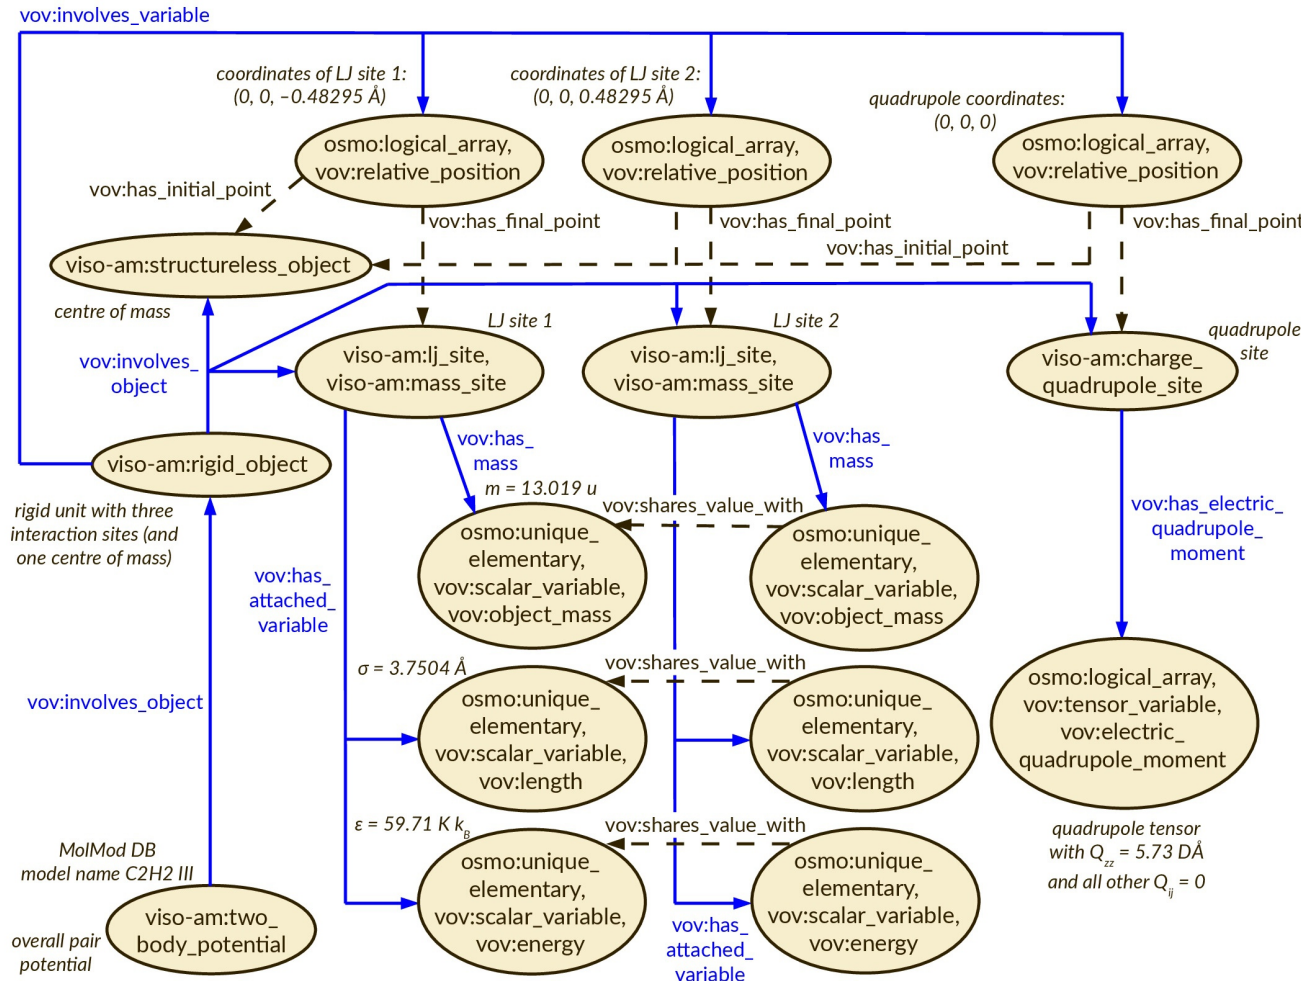 vov:involves_variable
coordinates of LJ site 1:
(0, 0, –0.48295 Å)
coordinates of LJ site 2:
(0, 0, 0.48295 Å)
quadrupole coordinates:
(0, 0, 0)
osmo:logical_array,
vov:relative_position
osmo:logical_array,
vov:relative_position
osmo:logical_array,
vov:relative_position
vov:has_initial_point
vov:has_final_point
vov:has_final_point
vov:has_final_point
vov:has_initial_point
viso-am:structureless_object
centre of mass
LJ site 1
LJ site 2
quadrupole
site
vov:involves_
object
viso-am:lj_site,
viso-am:mass_site
viso-am:lj_site,
viso-am:mass_site
viso-am:charge_
quadrupole_site
viso-am:rigid_object
rigid unit with three
interaction sites (and
one centre of mass)
vov:has_
mass
vov:has_
mass
m = 13.019 u
vov:shares_value_with
osmo:unique_
elementary,
vov:scalar_variable,
vov:object_mass
osmo:unique_
elementary,
vov:scalar_variable,
vov:object_mass
vov:has_electric_
quadrupole_
moment
vov:has_
attached_
variable
σ = 3.7504 Å
vov:shares_value_with
osmo:unique_
elementary,
vov:scalar_variable,
vov:length
osmo:unique_
elementary,
vov:scalar_variable,
vov:length
osmo:logical_array,
vov:tensor_variable,
vov:electric_
quadrupole_moment
vov:involves_object
ε = 59.71 K kB
vov:shares_value_with
osmo:unique_
elementary,
vov:scalar_variable,
vov:energy
osmo:unique_
elementary,
vov:scalar_variable,
vov:energy
quadrupole tensor
with Qzz = 5.73 DÅ
and all other Qij = 0
MolMod DB
model name C2H2 III
viso-am:two_
body_potential
overall pair
potential
vov:has_
attached_
variable